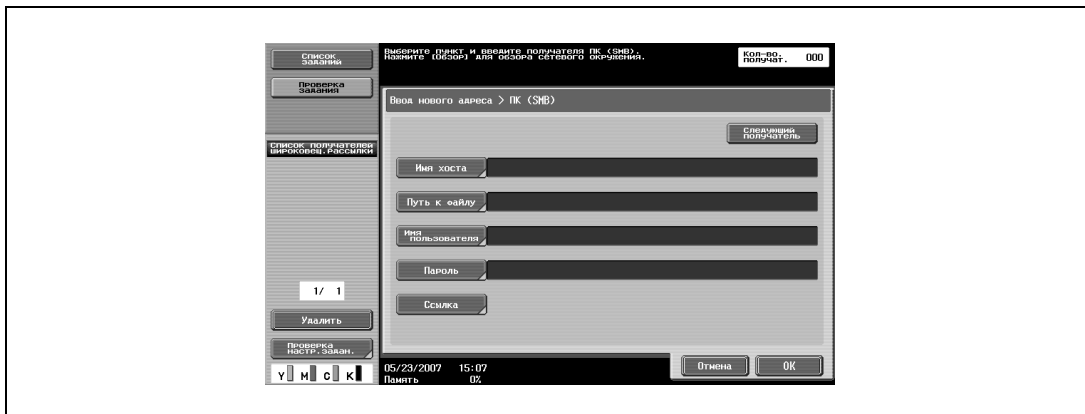 Список
заданий
Проверка
задания
Список получателей
широковещ.рассылки
1/ 1
Удалить
Проверка
настр.задан.
Y M C K
Выберите пункт и введите получателя ПК (SMB).
Нажмите [Обзор] для обзора сетевого окружения.
Кол-во.
получат. 000
Ввод нового адреса > ПК (SMB)
Следующий
получатель
Имя хоста
Путь к файлу
Имя
пользователя
Пароль
Ссылка
05/23/2007 15:07
Память 0%
Отмена
OK